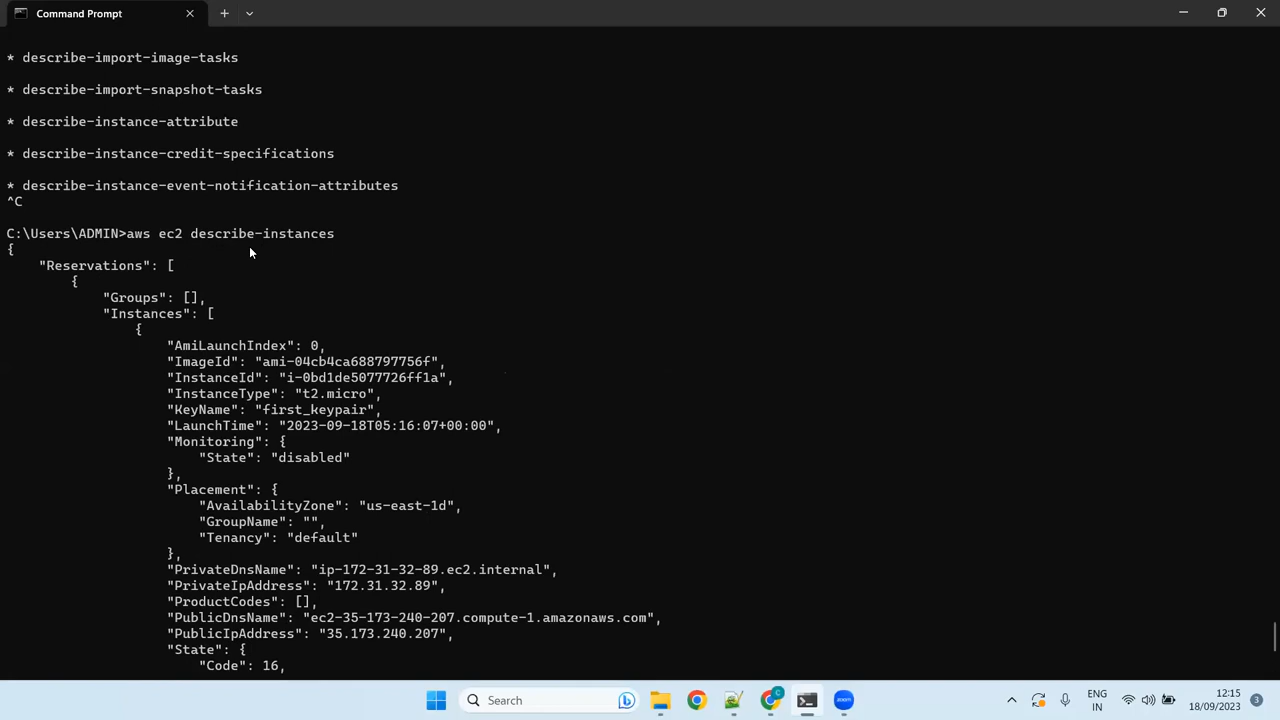 Command Prompt
* describe-import-image-tasks
* describe-import-snapshot-tasks
* describe-instance-attribute
* describe-instance-credit-specifications
* describe-instance-event-notification-attributes
^C
C:\Users\ADMIN>aws ec2 describe-instances
{
"Reservations": [
{
"Groups": [],
"Instances": [
{
"AmiLaunchIndex": 0,
"ImageId": "ami-04cb4ca688797756f",
"InstanceId": "i-0bd1de5077726ff1a",
"InstanceType": "t2.micro",
"KeyName": "first_keypair",
"LaunchTime": "2023-09-18T05:16:07+00:00",
"Monitoring": {
"State": "disabled"
},
"Placement": {
"AvailabilityZone": "us-east-1d",
"GroupName": "",
"Tenancy": "default"
},
"PrivateDnsName": "ip-172-31-32-89.ec2.internal",
"PrivateIpAddress": "172.31.32.89",
"ProductCodes": [],
"PublicDnsName": "ec2-35-173-240-207.compute-1.amazonaws.com",
"PublicIpAddress": "35.173.240.207",
"State": {
"Code": 16,
Search
C
zoom
ENG
IN
12:15
18/09/2023
3